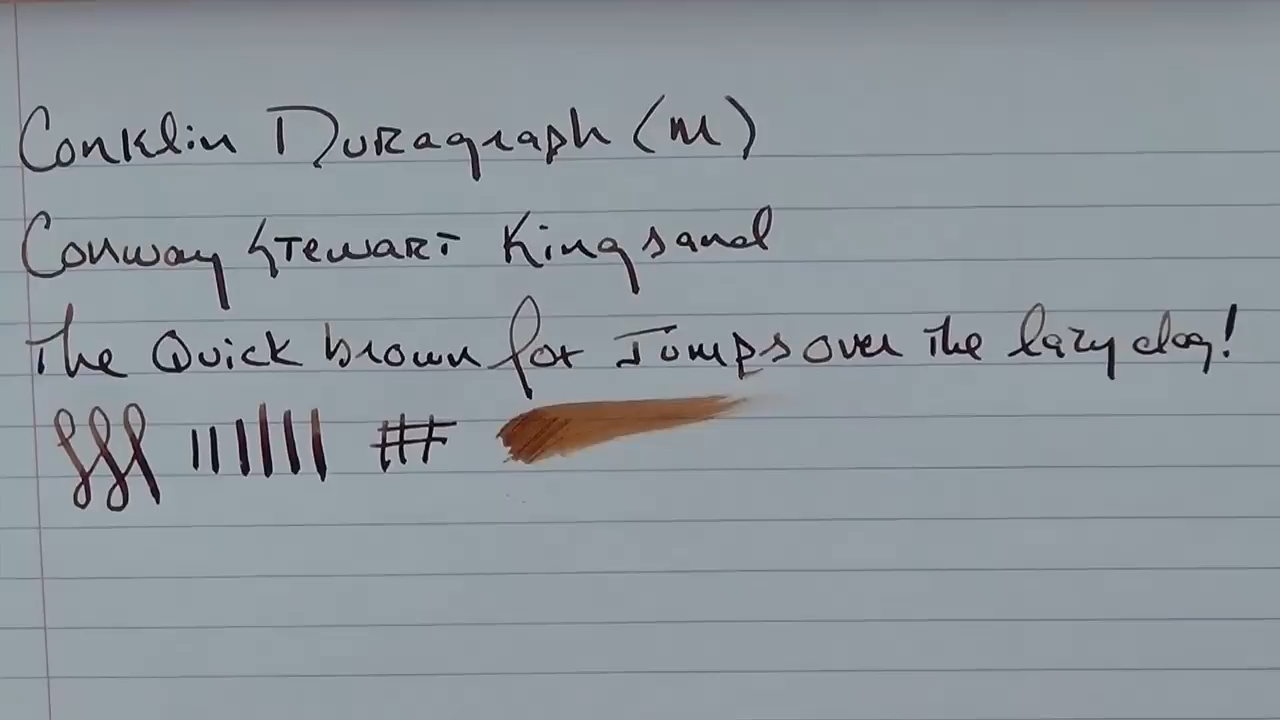 Conklin Duragraph (M)
Conway Stewart Kingsand
The Quick brown fox Jumps over the lazy dog!